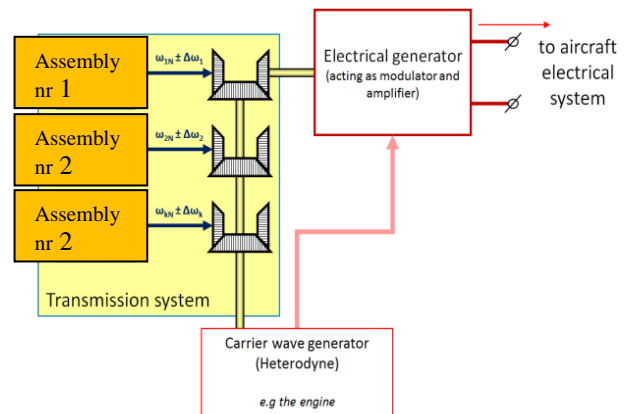 Assembly
nr 1
ω1N ± Δω1
Assembly
nr 2
ω2N ± Δω2
Assembly
nr 2
ωkN ± Δωk
Transmission system
Electrical generator
(acting as modulator and
amplifier)
to aircraft
electrical
system
Carrier wave generator
(Heterodyne)
e.g the engine